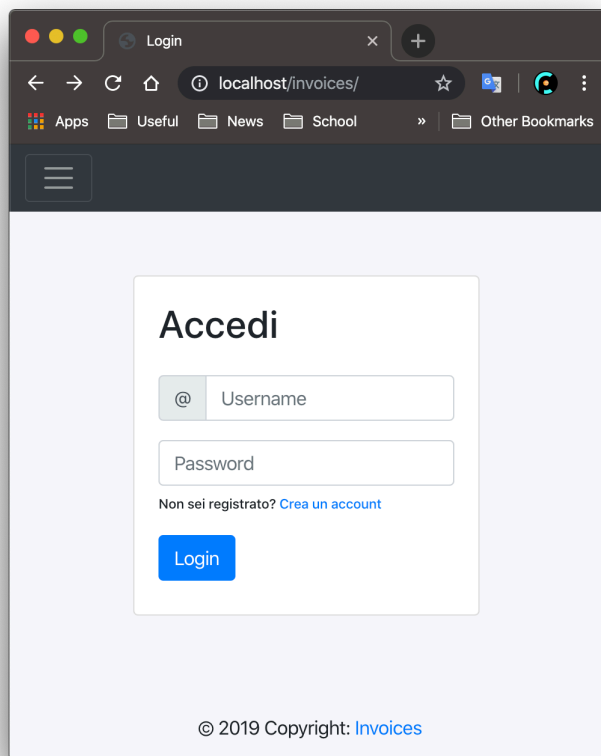 Login
localhost/invoices/
Apps Useful News School » Other Bookmarks
Accedi
@ Username
Password
Non sei registrato? Crea un account
Login
© 2019 Copyright: Invoices